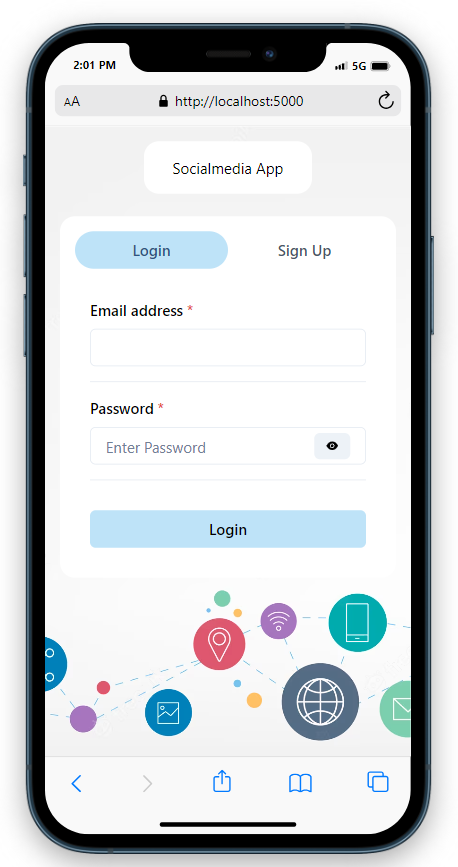 2:01 PM
5G
AA
http://localhost:5000
Socialmedia App
Login
Sign Up
Email address *
Password *
Enter Password
Login